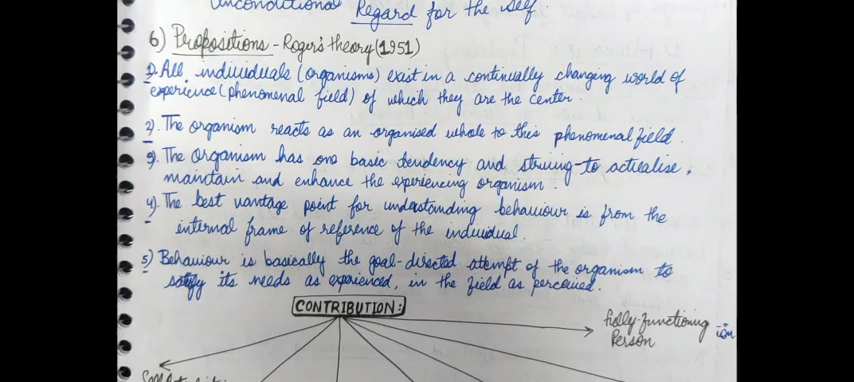 unconditional Regard for the self.
6) Propositions - Roger's theory (1951)
1). All individuals (organisms) exist in a continually changing world of
experience (phenomenal field) of which they are the center.
2). The organism reacts as an organised whole to this phenomenal field.
3). The organism has one basic tendency and striving - to actualise,
maintain and enhance the experiencing organism.
4). The best vantage point for understanding behaviour is from the
internal frame of reference of the individual.
5) Behaviour is basically the goal-directed attempt of the organism to
satisfy its needs as experienced, in the field as perceived.
CONTRIBUTION:
fully-functioning
Person